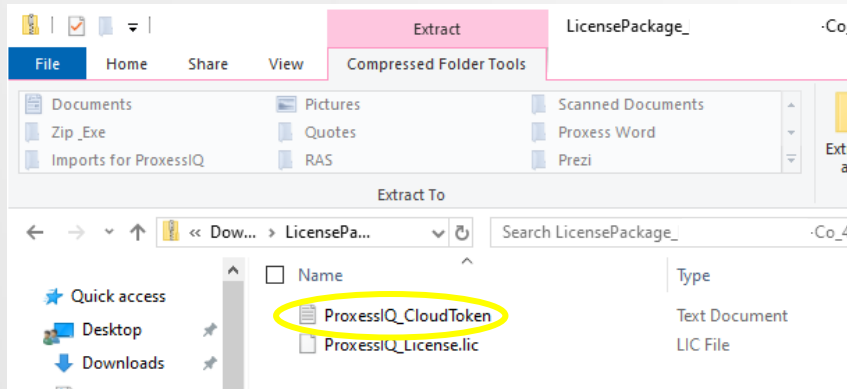 Extract
LicensePackage_
-Co_
File Home Share View Compressed Folder Tools
Documents Pictures Scanned Documents
Zip _Exe Quotes Proxess Word
Imports for ProxessIQ RAS Prezi
Ext
a
Extract To
« Dow... > LicensePa...
Search LicensePackage_
-Co_4
Name Type
Quick access
ProxessIQ_CloudToken Text Document
Desktop
ProxessIQ_License.lic LIC File
Downloads